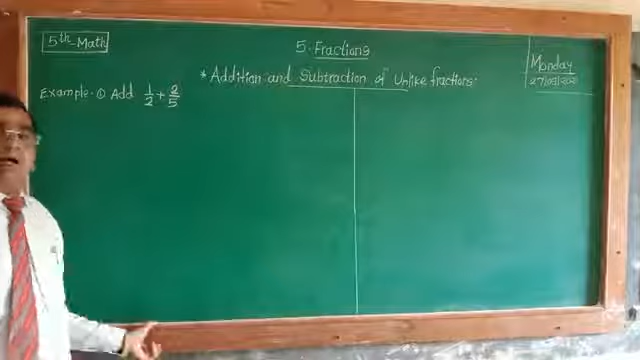 5th - Math
5. Fractions
Monday
* Addition and Subtraction of Unlike fractions.
Example. ① Add 1/2 + 2/5